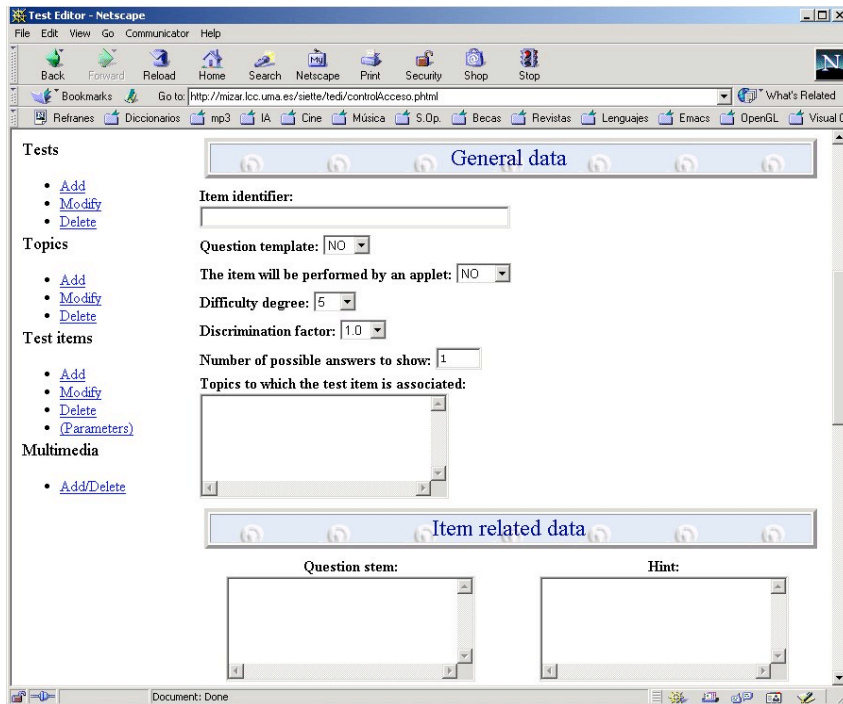 Test Editor - Netscape
File Edit View Go Communicator Help
Back Forward Reload Home Search Netscape Print Security Shop Stop
My
N
Bookmarks Go to: http://mizar.lcc.uma.es/siette/tedi/controlAcceso.phtml What's Related
Refranes Diccionarios mp3 IA Cine Música S.Op. Becas Revistas Lenguajes Emacs OpenGL Visual C
Tests
Add
Modify
Delete
Topics
Add
Modify
Delete
Test items
Add
Modify
Delete
(Parameters)
Multimedia
Add/Delete
General data
Item identifier:
Question template: NO
The item will be performed by an applet: NO
Difficulty degree: 5
Discrimination factor: 1.0
Number of possible answers to show: 1
Topics to which the test item is associated:
Item related data
Question stem: Hint:
Document: Done